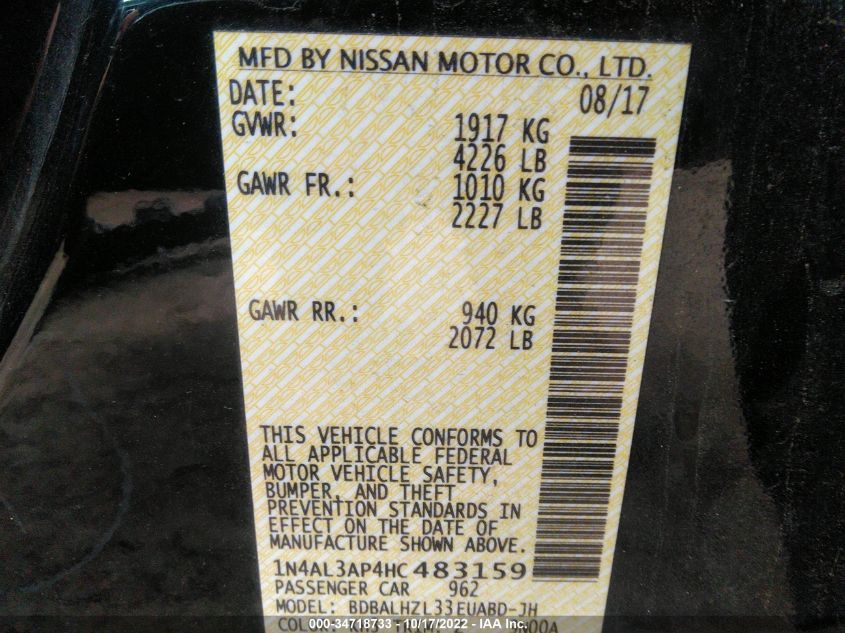 MFD BY NISSAN MOTOR CO., LTD.
DATE: 08/17
GVWR: 1917 KG
4226 LB
GAWR FR.: 1010 KG
2227 LB
GAWR RR.: 940 KG
2072 LB
THIS VEHICLE CONFORMS TO
ALL APPLICABLE FEDERAL
MOTOR VEHICLE SAFETY,
BUMPER, AND THEFT
PREVENTION STANDARDS IN
EFFECT ON THE DATE OF
MANUFACTURE SHOWN ABOVE.
1N4AL3AP4HC 483159
PASSENGER CAR 962
MODEL: BDBALHZL33EUABD-JH
COLOR:
000-34718733 - 10/17/2022 - IAA Inc.